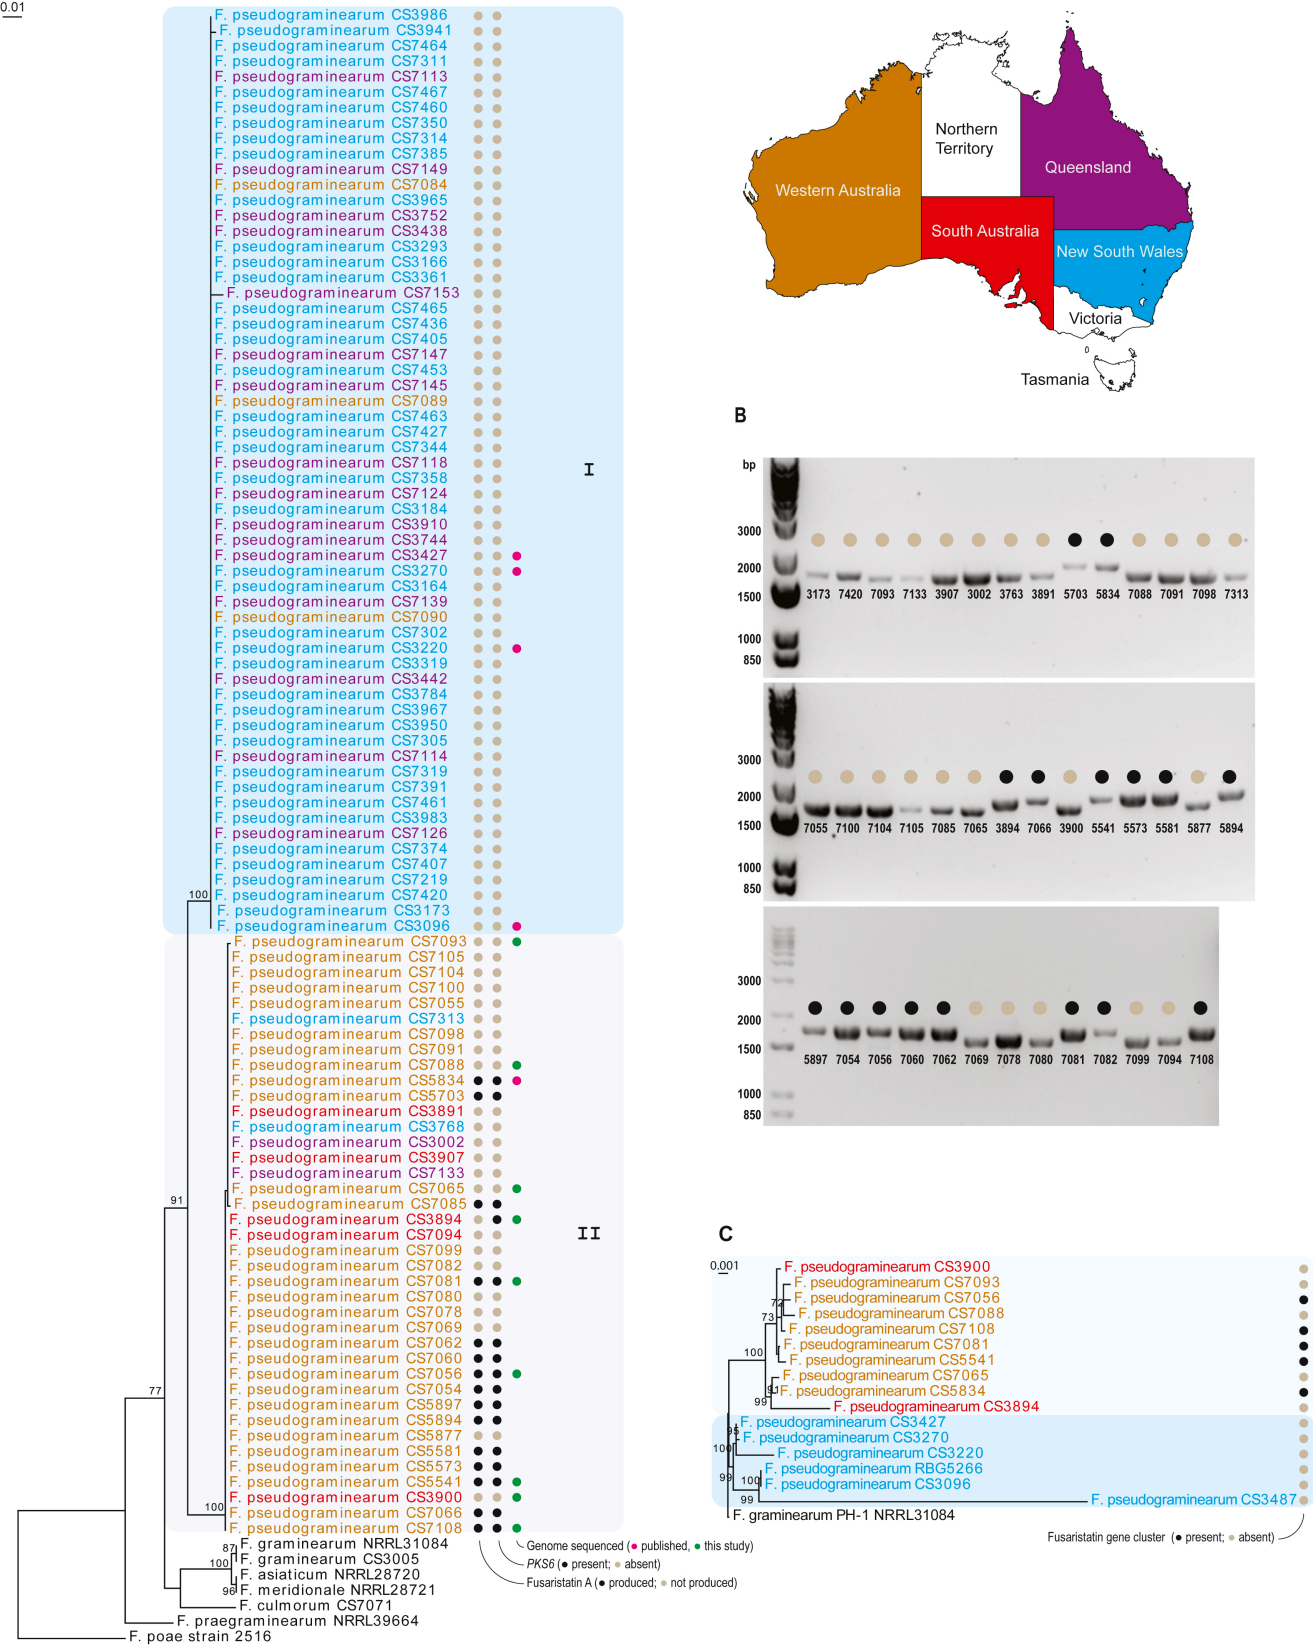 0.01
F. pseudograminearum CS3986
F. pseudograminearum CS3941
F. pseudograminearum CS7464
F. pseudograminearum CS7311
F. pseudograminearum CS7113
F. pseudograminearum CS7467
F. pseudograminearum CS7460
F. pseudograminearum CS7350
F. pseudograminearum CS7314
F. pseudograminearum CS7385
F. pseudograminearum CS7149
F. pseudograminearum CS7084
F. pseudograminearum CS3965
F. pseudograminearum CS3752
F. pseudograminearum CS3438
F. pseudograminearum CS3293
F. pseudograminearum CS3166
F. pseudograminearum CS3361
F. pseudograminearum CS7153
F. pseudograminearum CS7465
F. pseudograminearum CS7436
F. pseudograminearum CS7405
F. pseudograminearum CS7147
F. pseudograminearum CS7453
F. pseudograminearum CS7145
F. pseudograminearum CS7089
F. pseudograminearum CS7463
F. pseudograminearum CS7427
F. pseudograminearum CS7344
F. pseudograminearum CS7118
F. pseudograminearum CS7358
F. pseudograminearum CS7124
F. pseudograminearum CS3184
F. pseudograminearum CS3910
F. pseudograminearum CS3744
F. pseudograminearum CS3427
F. pseudograminearum CS3270
F. pseudograminearum CS3164
F. pseudograminearum CS7139
F. pseudograminearum CS7090
F. pseudograminearum CS7302
F. pseudograminearum CS3220
F. pseudograminearum CS3319
F. pseudograminearum CS3442
F. pseudograminearum CS3784
F. pseudograminearum CS3967
F. pseudograminearum CS3950
F. pseudograminearum CS7305
F. pseudograminearum CS7114
F. pseudograminearum CS7319
F. pseudograminearum CS7391
F. pseudograminearum CS7461
F. pseudograminearum CS3983
F. pseudograminearum CS7126
F. pseudograminearum CS7374
F. pseudograminearum CS7407
F. pseudograminearum CS7219
F. pseudograminearum CS7420
F. pseudograminearum CS3173
F. pseudograminearum CS3096
F. pseudograminearum CS7093
F. pseudograminearum CS7105
F. pseudograminearum CS7104
F. pseudograminearum CS7100
F. pseudograminearum CS7055
F. pseudograminearum CS7313
F. pseudograminearum CS7098
F. pseudograminearum CS7091
F. pseudograminearum CS7088
F. pseudograminearum CS5834
F. pseudograminearum CS5703
F. pseudograminearum CS3891
F. pseudograminearum CS3768
F. pseudograminearum CS3002
F. pseudograminearum CS3907
F. pseudograminearum CS7133
F. pseudograminearum CS7065
F. pseudograminearum CS7085
F. pseudograminearum CS3894
F. pseudograminearum CS7094
F. pseudograminearum CS7099
F. pseudograminearum CS7082
F. pseudograminearum CS7081
F. pseudograminearum CS7080
F. pseudograminearum CS7078
F. pseudograminearum CS7069
F. pseudograminearum CS7062
F. pseudograminearum CS7060
F. pseudograminearum CS7056
F. pseudograminearum CS7054
F. pseudograminearum CS5897
F. pseudograminearum CS5894
F. pseudograminearum CS5877
F. pseudograminearum CS5581
F. pseudograminearum CS5573
F. pseudograminearum CS5541
F. pseudograminearum CS3900
F. pseudograminearum CS7066
F. pseudograminearum CS7108
F. graminearum NRRL31084
F. graminearum CS3005
F. asiaticum NRRL28720
F. meridionale NRRL28721
F. culmorum CS7071
F. praegraminearum NRRL39664
F. poae strain 2516
100
91
77
100
87
100
96
I
II
Genome sequenced ( published, this study)
PKS6 ( present; absent)
Fusaristatin A ( produced; not produced)
Northern
Territory
Queensland
Western Australia
South Australia
New South Wales
Victoria
Tasmania
B
bp
3000
2000
1500
1000
850
3173 7420 7093 7133 3907 3002 3763 3891 5703 5834 7088 7091 7098 7313
3000
2000
1500
1000
850
7055 7100 7104 7105 7085 7065 3894 7066 3900 5541 5573 5581 5877 5894
3000
2000
1500
1000
850
5897 7054 7056 7060 7062 7069 7078 7080 7081 7082 7099 7094 7108
C
0.001
F. pseudograminearum CS3900
F. pseudograminearum CS7093
F. pseudograminearum CS7056
F. pseudograminearum CS7088
F. pseudograminearum CS7108
F. pseudograminearum CS7081
F. pseudograminearum CS5541
F. pseudograminearum CS7065
F. pseudograminearum CS5834
F. pseudograminearum CS3894
F. pseudograminearum CS3427
F. pseudograminearum CS3270
F. pseudograminearum CS3220
F. pseudograminearum RBG5266
F. pseudograminearum CS3096
F. pseudograminearum CS3487
F. graminearum PH-1 NRRL31084
73
100
99
95
100
99
100
99
Fusaristatin gene cluster ( present; absent)